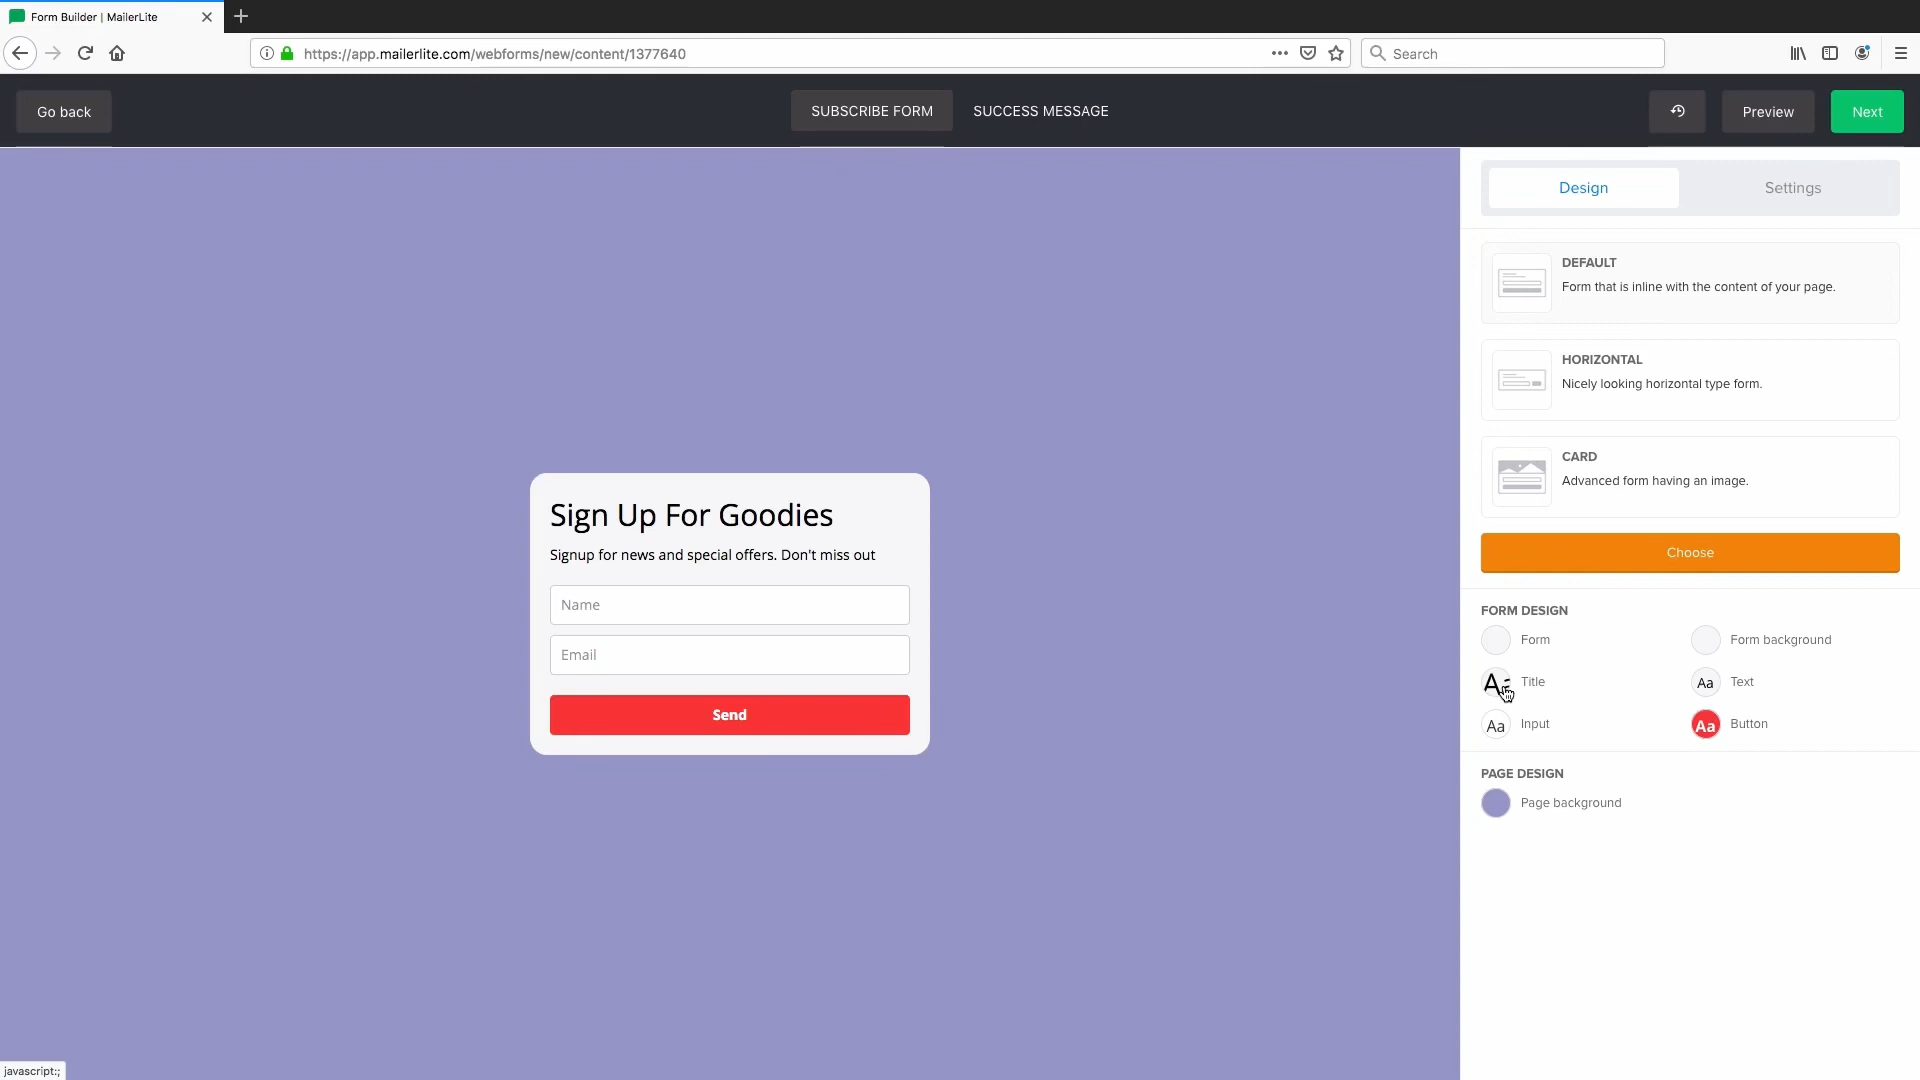 Form Builder | MailerLite
https://app.mailerlite.com/webforms/new/content/1377640
Search
Go back
SUBSCRIBE FORM
SUCCESS MESSAGE
Preview
Next
Design
Settings
DEFAULT
Form that is inline with the content of your page.
HORIZONTAL
Nicely looking horizontal type form.
CARD
Advanced form having an image.
Choose
Sign Up For Goodies
Signup for news and special offers. Don't miss out
Name
Email
Send
FORM DESIGN
Form
Form background
Title
Aa Text
Aa Input
Aa Button
PAGE DESIGN
Page background
javascript:;